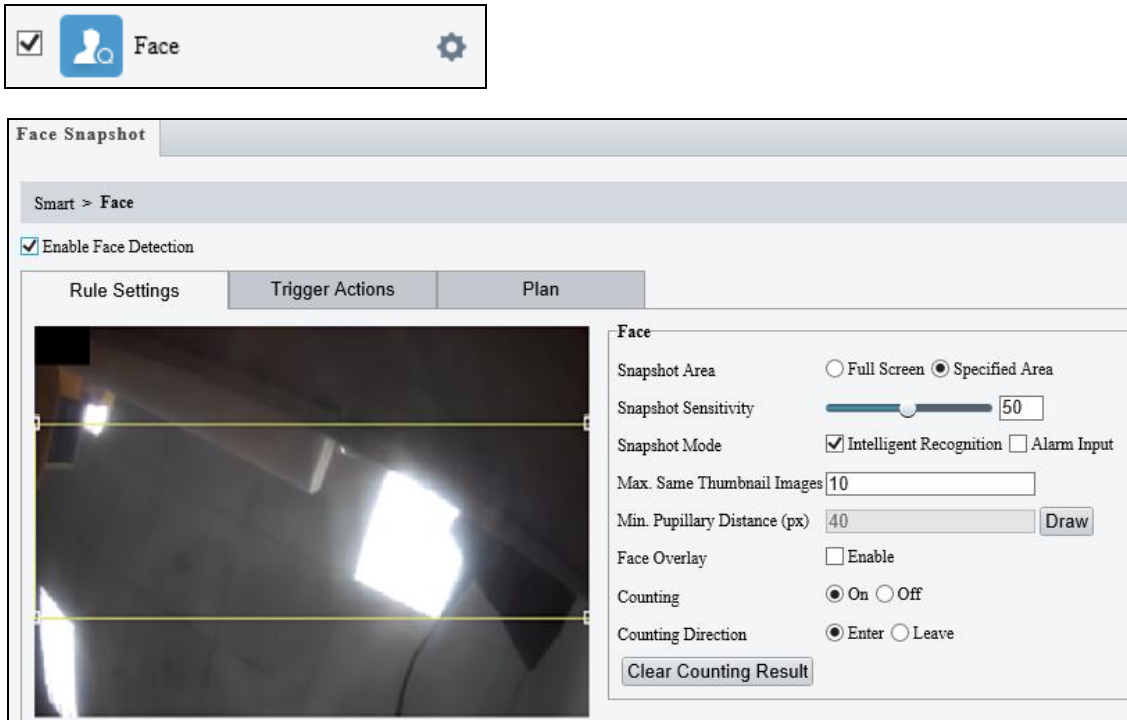 Face
Face Snapshot
Smart > Face
Enable Face Detection
Rule Settings Trigger Actions Plan
Face
Snapshot Area Full Screen Specified Area
Snapshot Sensitivity 50
Snapshot Mode Intelligent Recognition Alarm Input
Max. Same Thumbnail Images 10
Min. Pupillary Distance (px) 40 Draw
Face Overlay Enable
Counting On Off
Counting Direction Enter Leave
Clear Counting Result